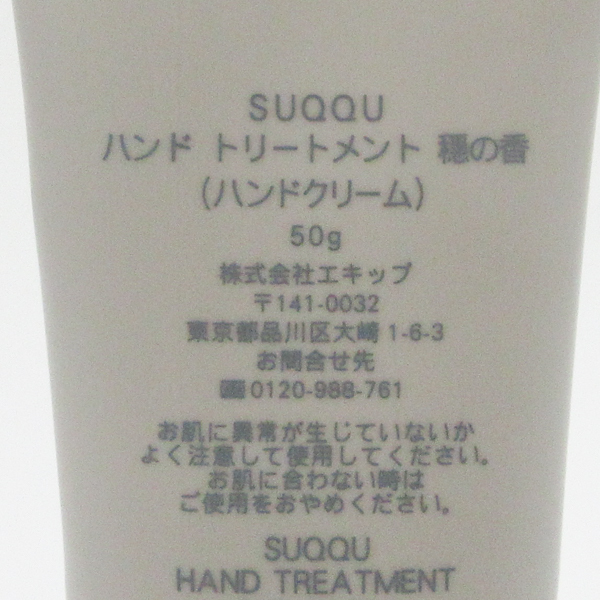 SUQQU
ハンド トリートメント 穏の香
(ハンドクリーム)
50g
株式会社エキップ
〒141-0032
東京都品川区大崎 1-6-3
お問合せ先
0120-988-761
お肌に異常が生じていないか
よく注意して使用してください。
お肌に合わない時は
ご使用をおやめください。
SUQQU
HAND TREATMENT